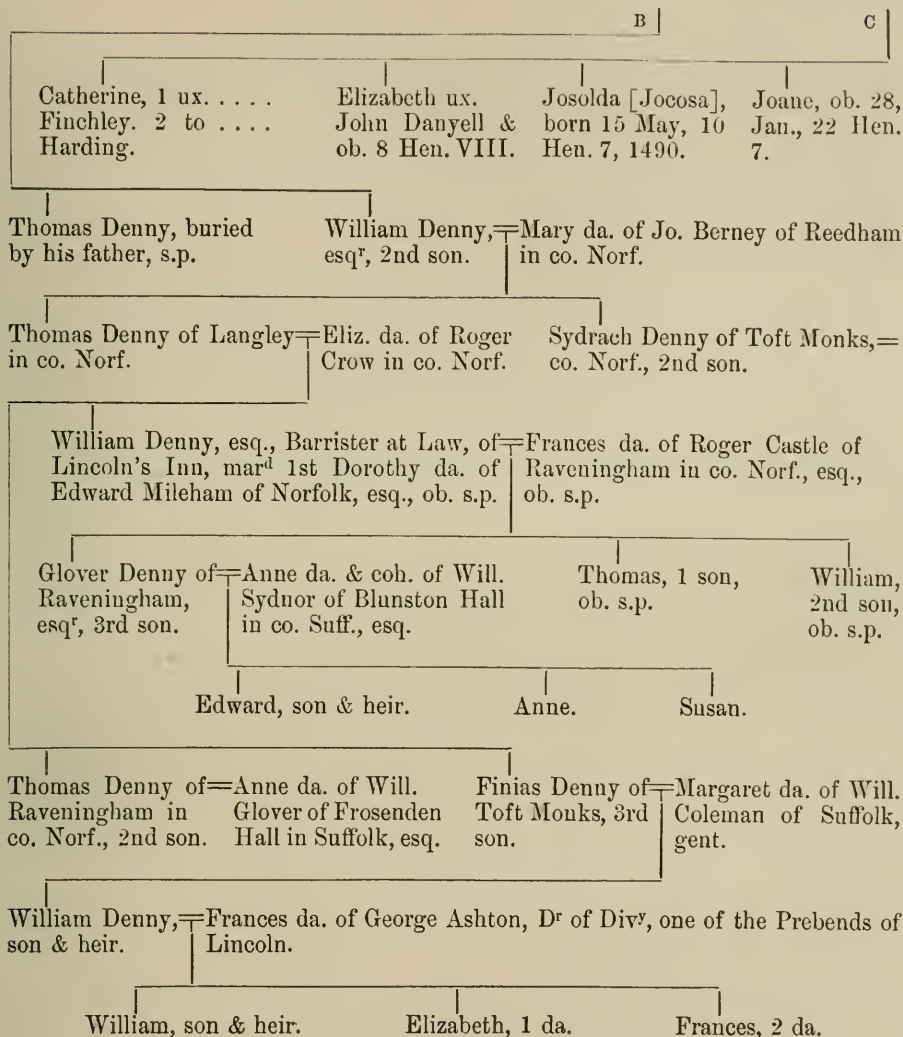 B C
Catherine, 1 ux. . . . . .
Finchley. 2 to . . . .
Harding.
Elizabeth ux.
John Danyell &
ob. 8 Hen. VIII.
Josolda [Jocosa],
born 15 May, 10
Hen. 7, 1490.
Joane, ob. 28,
Jan., 22 Hen.
7.
Thomas Denny, buried
by his father, s.p.
William Denny,
esqʳ, 2nd son.
Mary da. of Jo. Berney of Reedham
in co. Norf.
Thomas Denny of Langley
in co. Norf.
Eliz. da. of Roger
Crow in co. Norf.
Sydrach Denny of Toft Monks,=
co. Norf., 2nd son.
William Denny, esq., Barrister at Law, of
Lincoln's Inn, marᵈ 1st Dorothy da. of
Edward Mileham of Norfolk, esq., ob. s.p.
Frances da. of Roger Castle of
Raveningham in co. Norf., esq.,
ob. s.p.
Glover Denny of
Raveningham,
esqʳ, 3rd son.
Anne da. & coh. of Will.
Sydnor of Blunston Hall
in co. Suff., esq.
Thomas, 1 son,
ob. s.p.
William,
2nd son,
ob. s.p.
Edward, son & heir. Anne. Susan.
Thomas Denny of=
Raveningham in
co. Norf., 2nd son.
Anne da. of Will.
Glover of Frosenden
Hall in Suffolk, esq.
Finias Denny of
Toft Monks, 3rd
son.
Margaret da. of Will.
Coleman of Suffolk,
gent.
William Denny,
son & heir.
Frances da. of George Ashton, Dʳ of Divʸ, one of the Prebends of
Lincoln.
William, son & heir. Elizabeth, 1 da. Frances, 2 da.